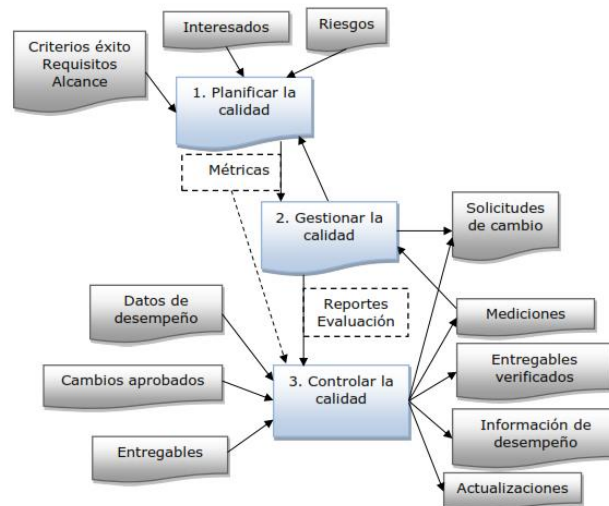 Interesados
Riesgos
Criterios éxito
Requisitos
Alcance
1. Planificar la
calidad
Métricas
2. Gestionar la
calidad
Solicitudes
de cambio
Reportes
Evaluación
Datos de
desempeño
Mediciones
Entregables
verificados
Cambios aprobados
3. Controlar la
calidad
Información de
desempeño
Entregables
Actualizaciones